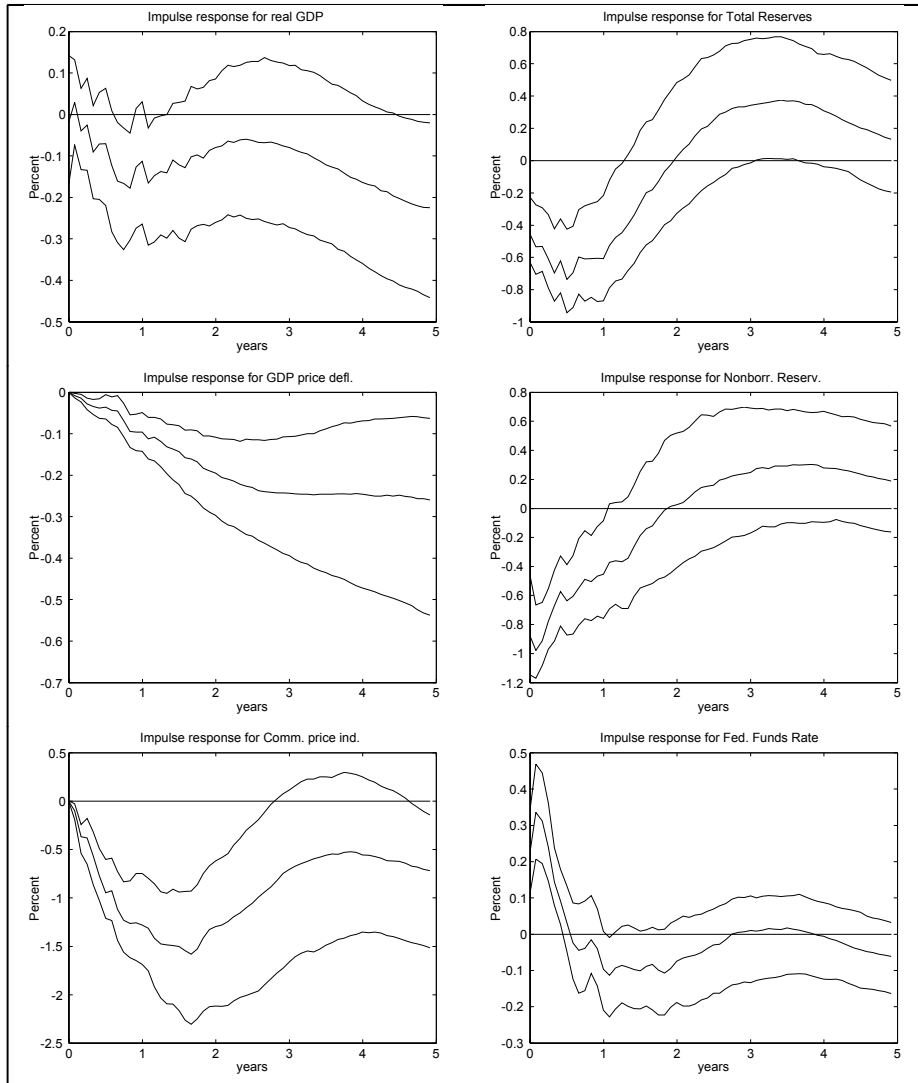 Impulse response for real GDP
0.2
0.1
0
-0.1
-0.2
-0.3
-0.4
-0.5
Percent
0 1 2 3 4 5
years
Impulse response for Total Reserves
0.8
0.6
0.4
0.2
0
-0.2
-0.4
-0.6
-0.8
-1
Percent
0 1 2 3 4 5
years
Impulse response for GDP price defl.
0
-0.1
-0.2
-0.3
-0.4
-0.5
-0.6
-0.7
Percent
0 1 2 3 4 5
years
Impulse response for Nonborr. Reserv.
0.8
0.6
0.4
0.2
0
-0.2
-0.4
-0.6
-0.8
-1
-1.2
Percent
0 1 2 3 4 5
years
Impulse response for Comm. price ind.
0.5
0
-0.5
-1
-1.5
-2
-2.5
Percent
0 1 2 3 4 5
years
Impulse response for Fed. Funds Rate
0.5
0.4
0.3
0.2
0.1
0
-0.1
-0.2
-0.3
Percent
0 1 2 3 4 5
years